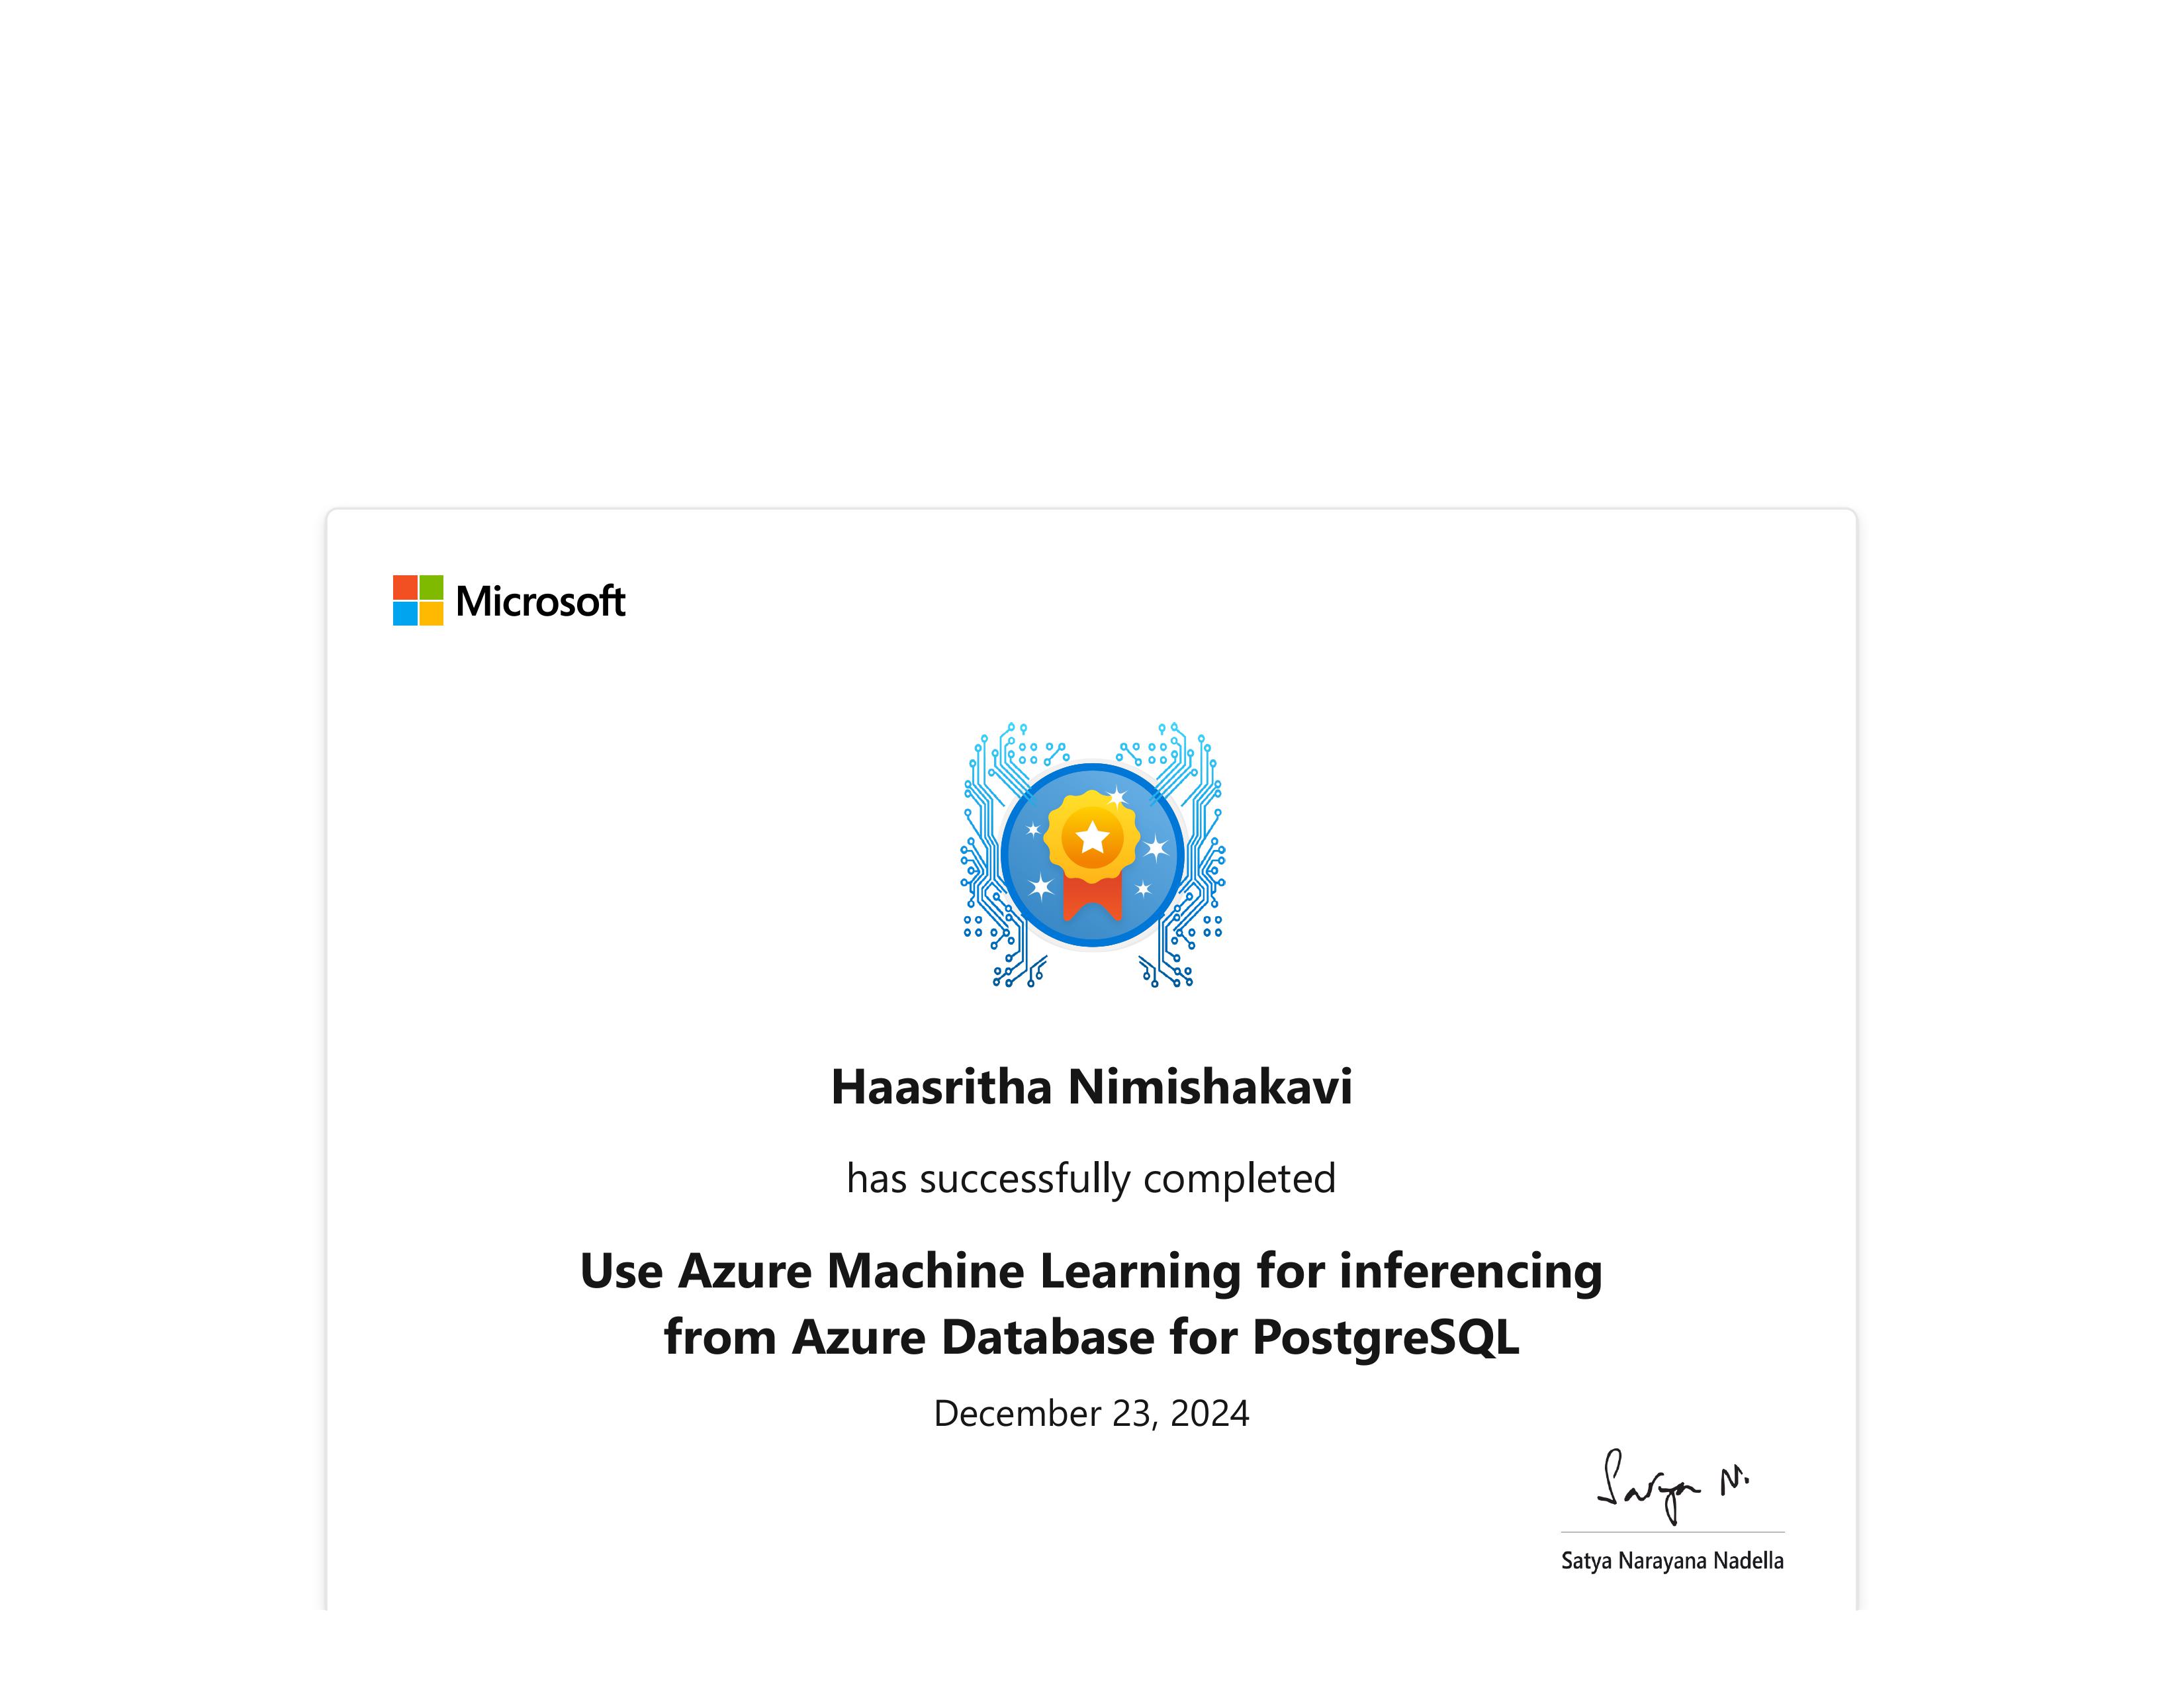 Microsoft
Haasritha Nimishakavi
has successfully completed
Use Azure Machine Learning for inferencing
from Azure Database for PostgreSQL
December 23, 2024
Satya N.
Satya Narayana Nadella